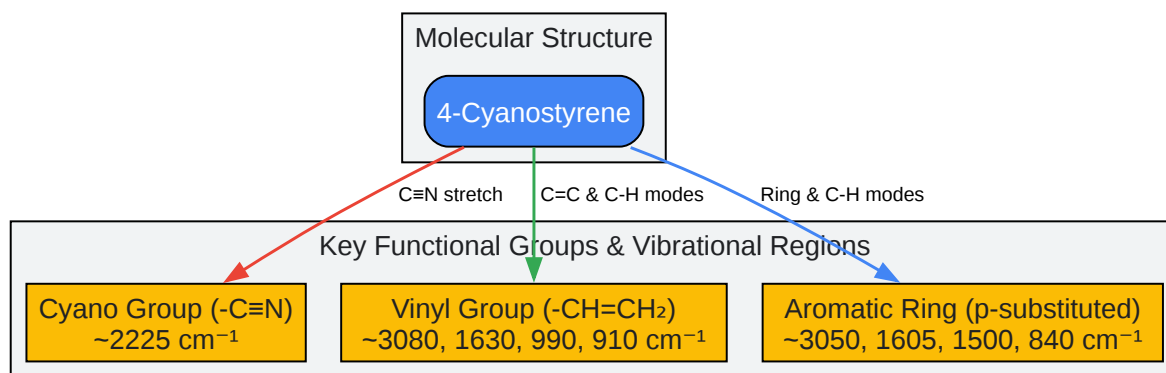 Molecular Structure
4-Cyanostyrene
C≡N stretch
C=C & C-H modes
Ring & C-H modes
Key Functional Groups & Vibrational Regions
Cyano Group (-C≡N)
~2225 cm⁻¹
Vinyl Group (-CH=CH₂)
~3080, 1630, 990, 910 cm⁻¹
Aromatic Ring (p-substituted)
~3050, 1605, 1500, 840 cm⁻¹